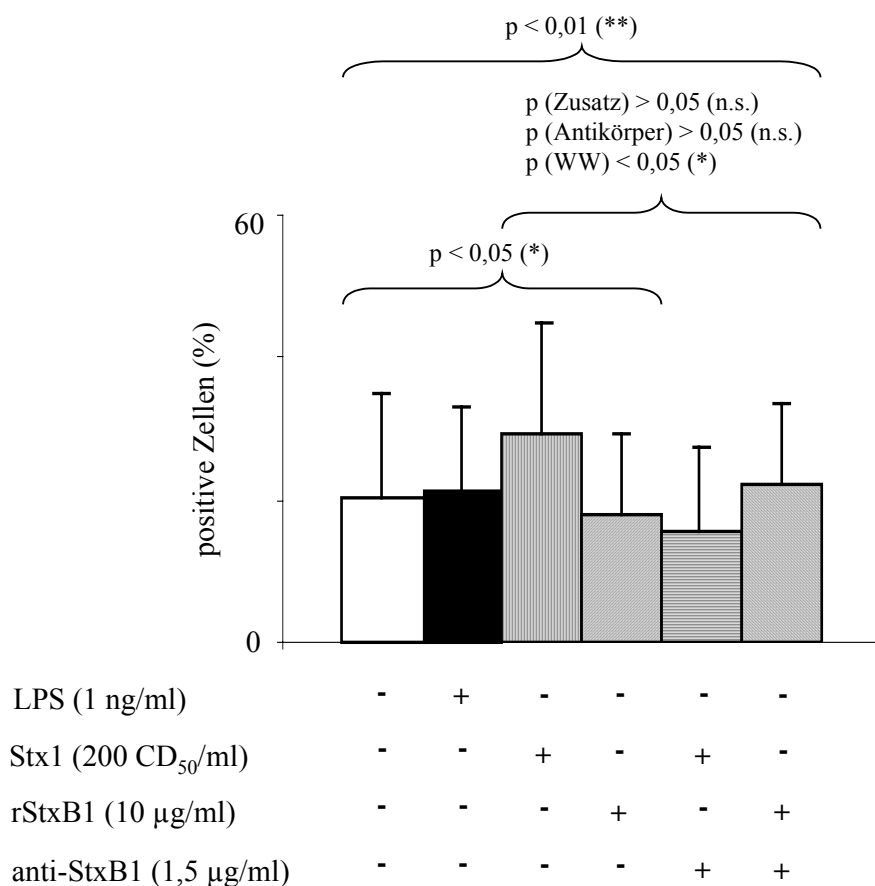 p < 0,01 (**)
p (Zusatz) > 0,05 (n.s.)
p (Antikörper) > 0,05 (n.s.)
p (WW) < 0,05 (*)
60
p < 0,05 (*)
positive Zellen (%)
0
LPS (1 ng/ml) - + - - - -
Stx1 (200 CD50/ml) - - + - + -
rStxB1 (10 µg/ml) - - - + - +
anti-StxB1 (1,5 µg/ml) - - - - + +